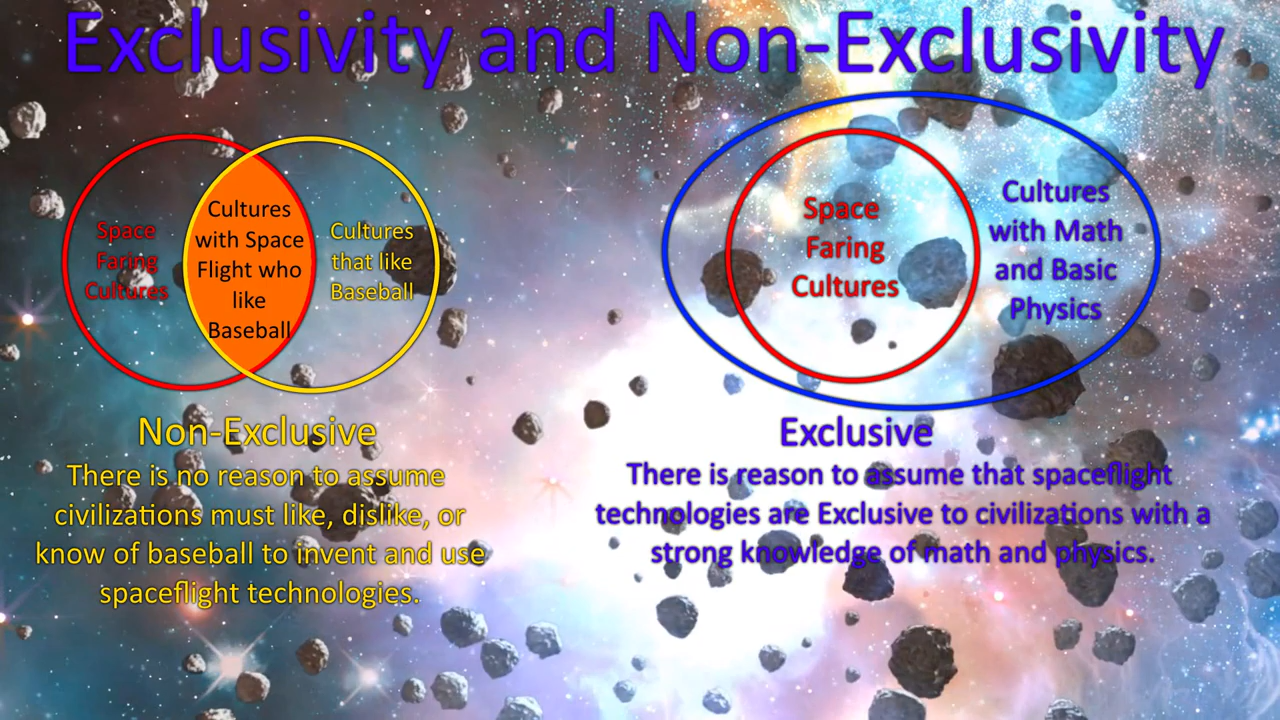 Exclusivity and Non-Exclusivity
Space
Faring
Cultures
Cultures
with Space
Flight who
like
Baseball
Cultures
that like
Baseball
Non-Exclusive
There is no reason to assume
civilizations must like, dislike, or
know of baseball to invent and use
spaceflight technologies.
Space
Faring
Cultures
Cultures
with Math
and Basic
Physics
Exclusive
There is reason to assume that spaceflight
technologies are Exclusive to civilizations with a
strong knowledge of math and physics.